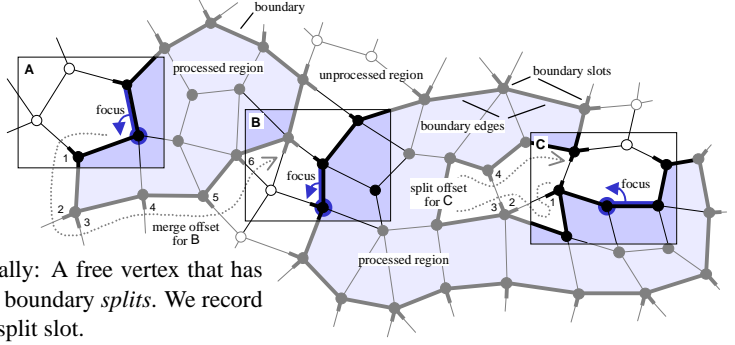 boundary
A
processed region
unprocessed region
boundary slots
focus
B
boundary edges
C
1
6
focus
4
split offset
for C
focus
1
2
3
4
5
3
2
merge offset
for B
processed region
ally: A free vertex that has
boundary splits. We record
split slot.